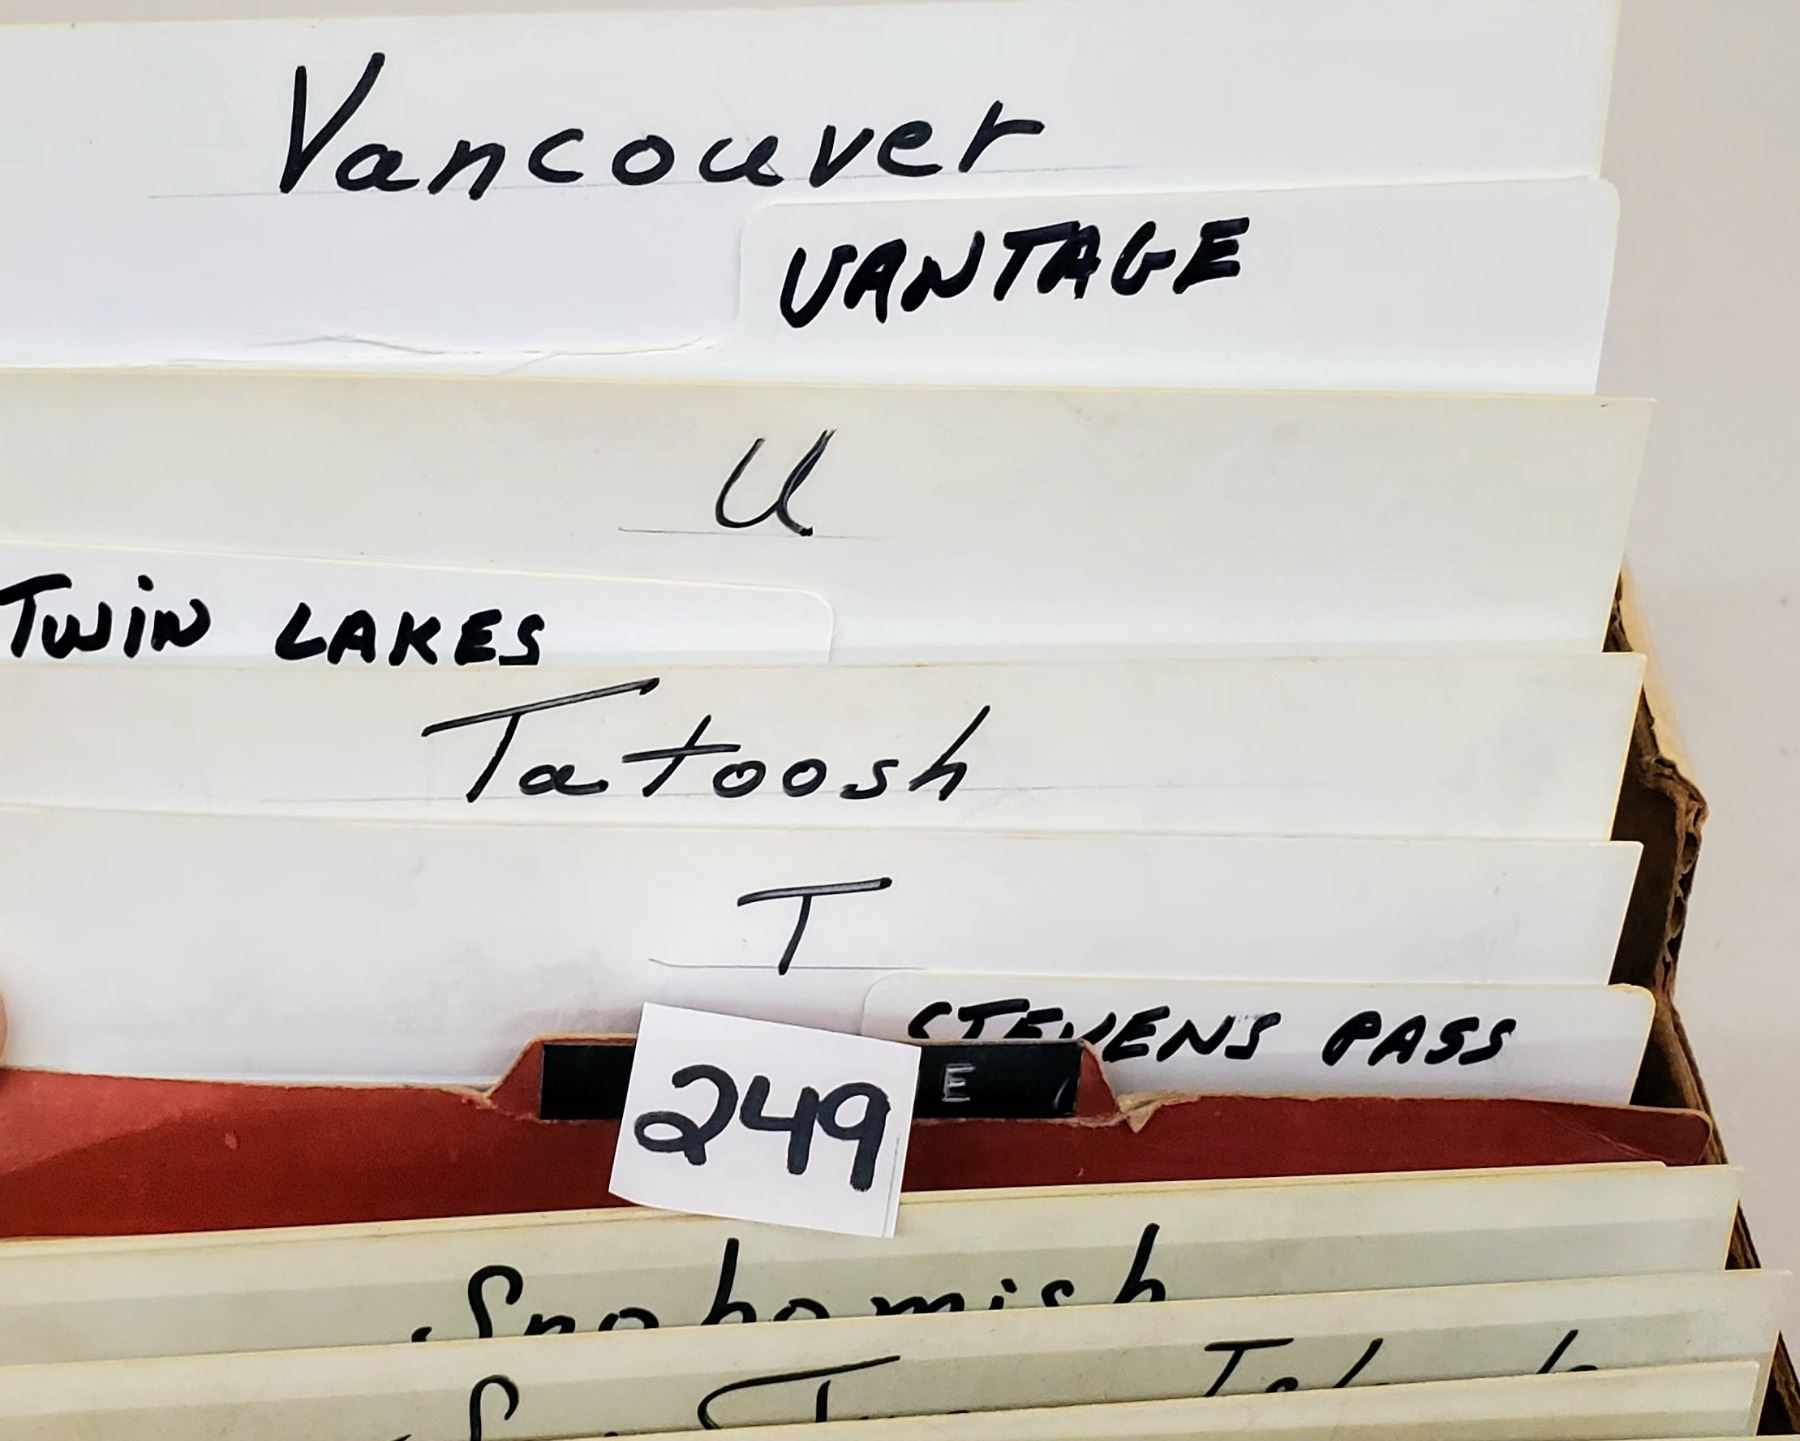 Vancouver
VANTAGE
U
TWIN LAKES
Tatoosh
T
STEVENS PASS
E
249
Snohomish